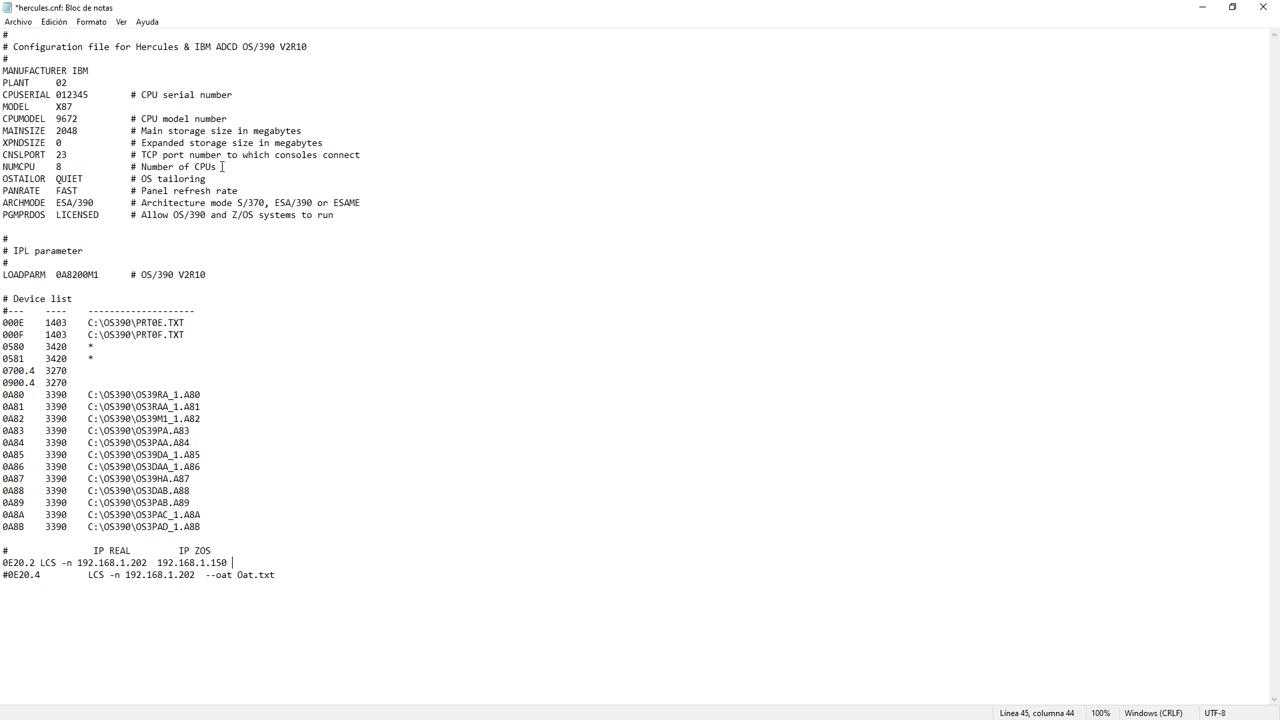 *hercules.cnf: Bloc de notas
Archivo Edición Formato Ver Ayuda
#
# Configuration file for Hercules & IBM ADCD OS/390 V2R10
#
MANUFACTURER IBM
PLANT 02
CPUSERIAL 012345 # CPU serial number
MODEL X87
CPUMODEL 9672 # CPU model number
MAINSIZE 2048 # Main storage size in megabytes
XPNDSIZE 0 # Expanded storage size in megabytes
CNSLPORT 23 # TCP port number to which consoles connect
NUMCPU 8 # Number of CPUs
OSTAILOR QUIET # OS tailoring
PANRATE FAST # Panel refresh rate
ARCHMODE ESA/390 # Architecture mode S/370, ESA/390 or ESAME
PGMPRDOS LICENSED # Allow OS/390 and Z/OS systems to run
#
# IPL parameter
#
LOADPARM 0A8200M1 # OS/390 V2R10
# Device list
#--- ---- --------------------
000E 1403 C:\OS390\PRT0E.TXT
000F 1403 C:\OS390\PRT0F.TXT
0580 3420 *
0581 3420 *
0700.4 3270
0900.4 3270
0A80 3390 C:\OS390\OS39RA_1.A80
0A81 3390 C:\OS390\OS3RAA_1.A81
0A82 3390 C:\OS390\OS39M1_1.A82
0A83 3390 C:\OS390\OS39PA.A83
0A84 3390 C:\OS390\OS3PAA.A84
0A85 3390 C:\OS390\OS39DA_1.A85
0A86 3390 C:\OS390\OS3DAA_1.A86
0A87 3390 C:\OS390\OS39HA.A87
0A88 3390 C:\OS390\OS3DAB.A88
0A89 3390 C:\OS390\OS3PAB.A89
0A8A 3390 C:\OS390\OS3PAC_1.A8A
0A8B 3390 C:\OS390\OS3PAD_1.A8B
# IP REAL IP ZOS
0E20.2 LCS -n 192.168.1.202 192.168.1.150
#0E20.4 LCS -n 192.168.1.202 --oat Oat.txt
Línea 45, columna 44 100% Windows (CRLF) UTF-8